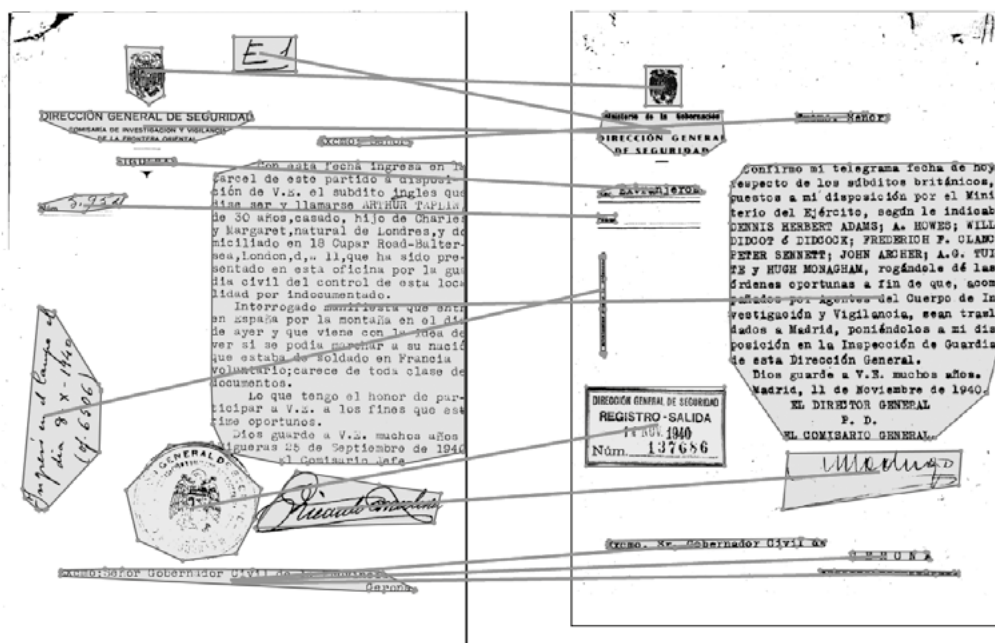 E 1
DIRECCIÓN GENERAL DE SEGURIDAD
COMISARÍA DE INVESTIGACIÓN Y VIGILANCIA
DE LA FRONTERA ORIENTAL
Excmo: Señor
FIGUERAS
Con esta fecha ingresa en la
carcel de este partido a disposi-
ción de V.E. el subdito ingles que
dise ser y llamarse ARTHUR TAPLIN
de 30 años,casado, hijo de Charles
y Margaret,natural de Londres,y do
miciliado en 18 Cupar Road-Balter-
sea,London,d,. 11,que ha sido pre-
sentado en esta oficina por la gua
dia civil del control de esta loca
lidad por indocumentado.
Interrogado manifiesta que entr
en España por la montaña en el dia
de ayer y que viene con la idea de
ver si se podia marchar a su nació
que estaba de soldado en Francia
voluntario;carece de toda clase de
documentos.
Lo que tengo el honor de par-
ticipar a V.E. a los fines que est
ime oportunos.
Dios guarde a V.E. muchos años
Figueras 25 de Septiembre de 1940
El Comisario Jefe
Ingresó en el Campo el
dia 8 X-1940
(of. 6506)
Excmo:Señor Gobernador Civil de
Gerona
Ministerio de la Gobernación
DIRECCIÓN GENERAL
DE SEGURIDAD
Excmo. Señor
Extranjeros
Confirmo mi telegrama fecha de hoy
respecto de los súbditos británicos,
puestos a mi disposición por el Mini
terio del Ejército, según le indicab
DENNIS HERBERT ADAMS; A. HOWES; WILL
DIDCOT ó DIDCOCK; FREDERICH F. CLANC
PETER SENNETT; JOHN ARCHER; A.G. TUI
TE y HUGH MONAGHAM, rogándole dé las
órdenes oportunas a fin de que, acom
pañados por Agentes del Cuerpo de In
vestigación y Vigilancia, sean trasl
dados a Madrid, poniéndolos a mi dis
posición en la Inspección de Guardia
de esta Dirección General.
Dios guarde a V.E. muchos años.
Madrid, 11 de Noviembre de 1940.
EL DIRECTOR GENERAL
P. D.
EL COMISARIO GENERAL.
DIRECCIÓN GENERAL DE SEGURIDAD
REGISTRO-SALIDA
NOV. 1940
Núm. 137686
Excmo. Sr. Gobernador Civil de
GERONA